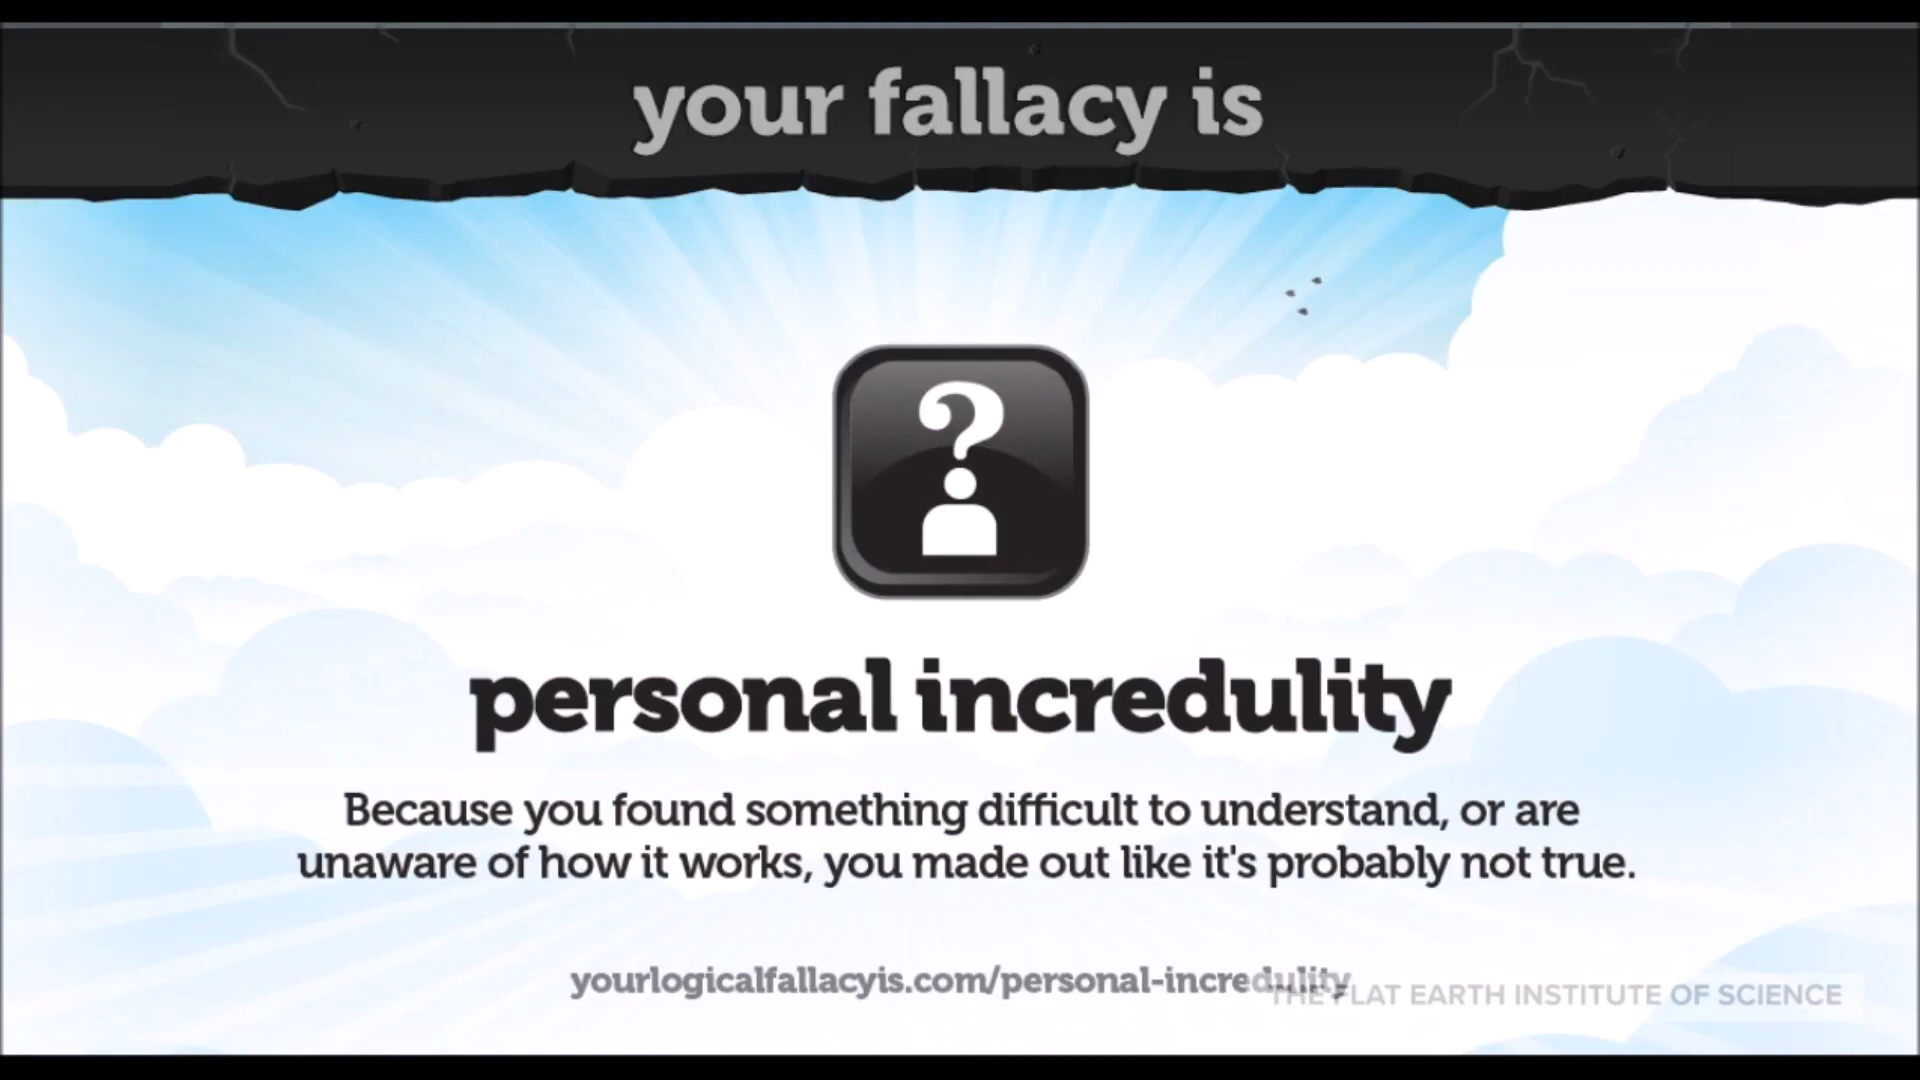 your fallacy is
personal incredulity
Because you found something difficult to understand, or are
unaware of how it works, you made out like it's probably not true.
yourlogicalfallacyis.com/personal-incredulity
THE FLAT EARTH INSTITUTE OF SCIENCE